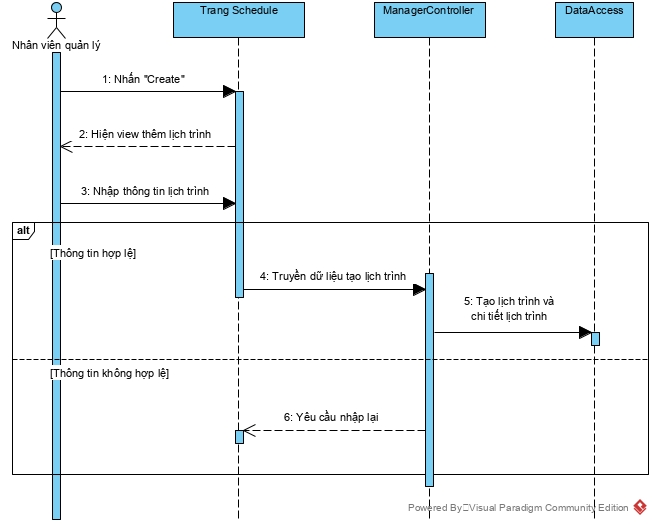 Trang Schedule
ManagerController
DataAccess
Nhân viên quản lý
1: Nhấn "Create"
2: Hiện view thêm lịch trình
3: Nhập thông tin lịch trình
alt
[Thông tin hợp lệ]
4: Truyền dữ liệu tạo lịch trình
5: Tạo lịch trình và
chi tiết lịch trình
[Thông tin không hợp lệ]
6: Yêu cầu nhập lại
Powered By Visual Paradigm Community Edition